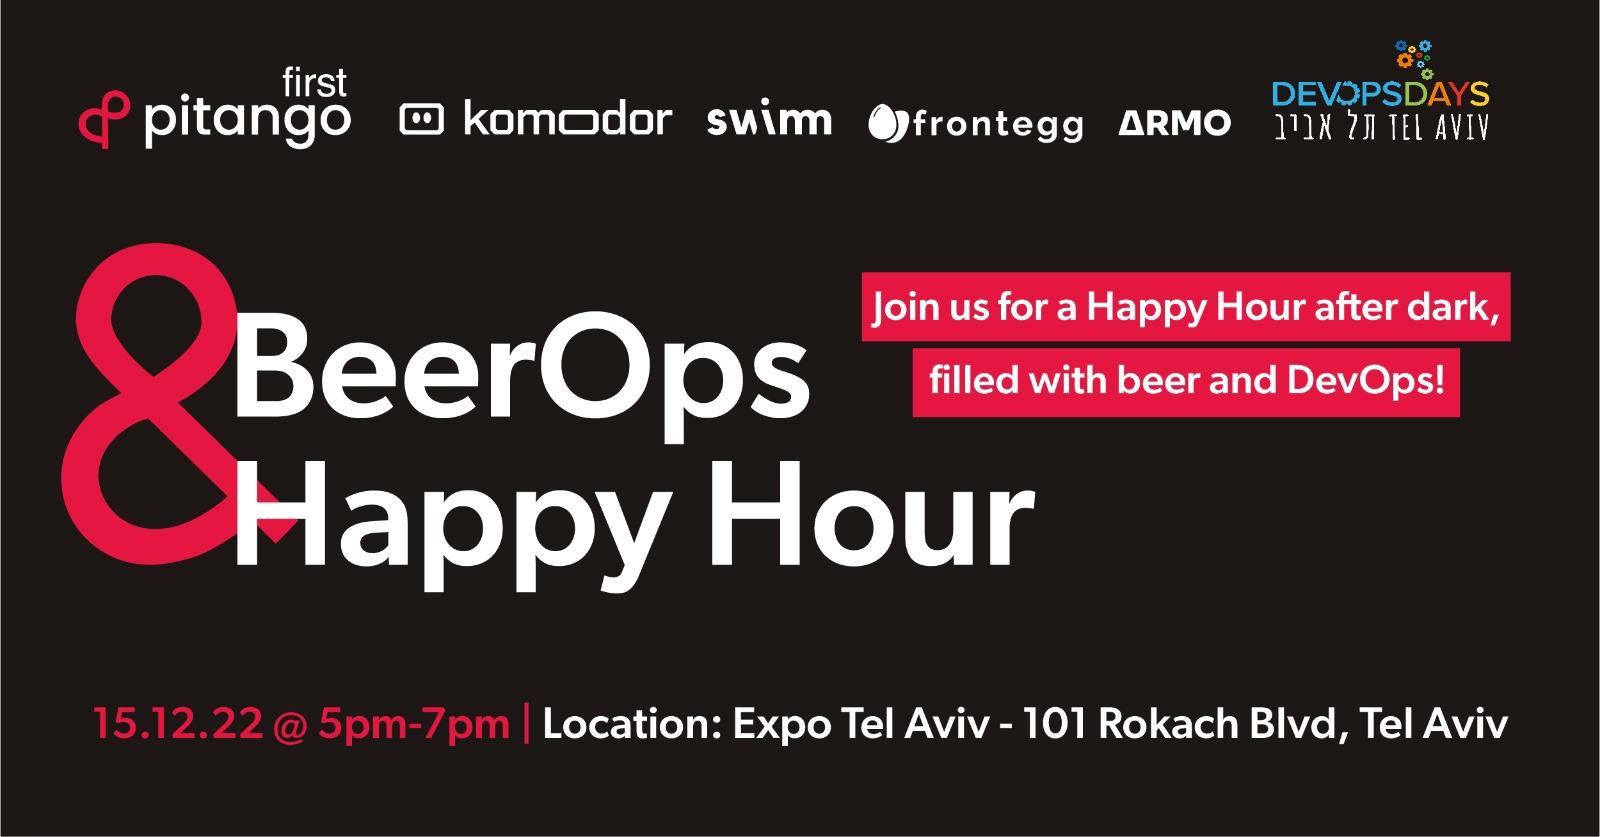 first
pitango
komodor
swimm
frontegg
ARMO
DEVOPSDAYS
תל אביב TEL AVIV
& BeerOps
Happy Hour
Join us for a Happy Hour after dark,
filled with beer and DevOps!
15.12.22 @ 5pm-7pm | Location: Expo Tel Aviv - 101 Rokach Blvd, Tel Aviv